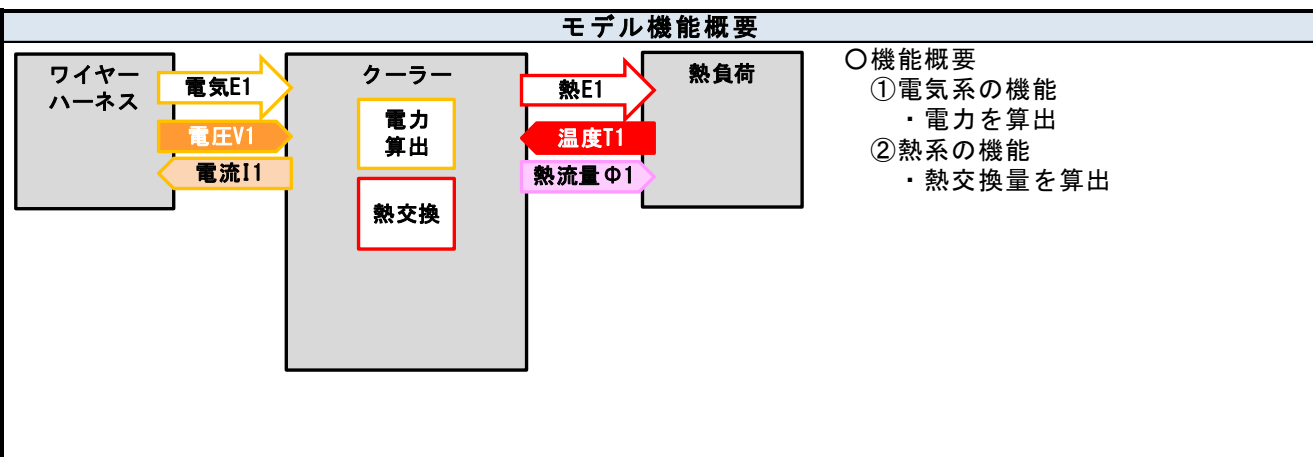 モデル機能概要
ワイヤー
ハーネス
電気E1
電圧V1
電流I1
クーラー
電力
算出
熱交換
熱E1
温度T1
熱流量Φ1
熱負荷
〇機能概要
①電気系の機能
・電力を算出
②熱系の機能
・熱交換量を算出